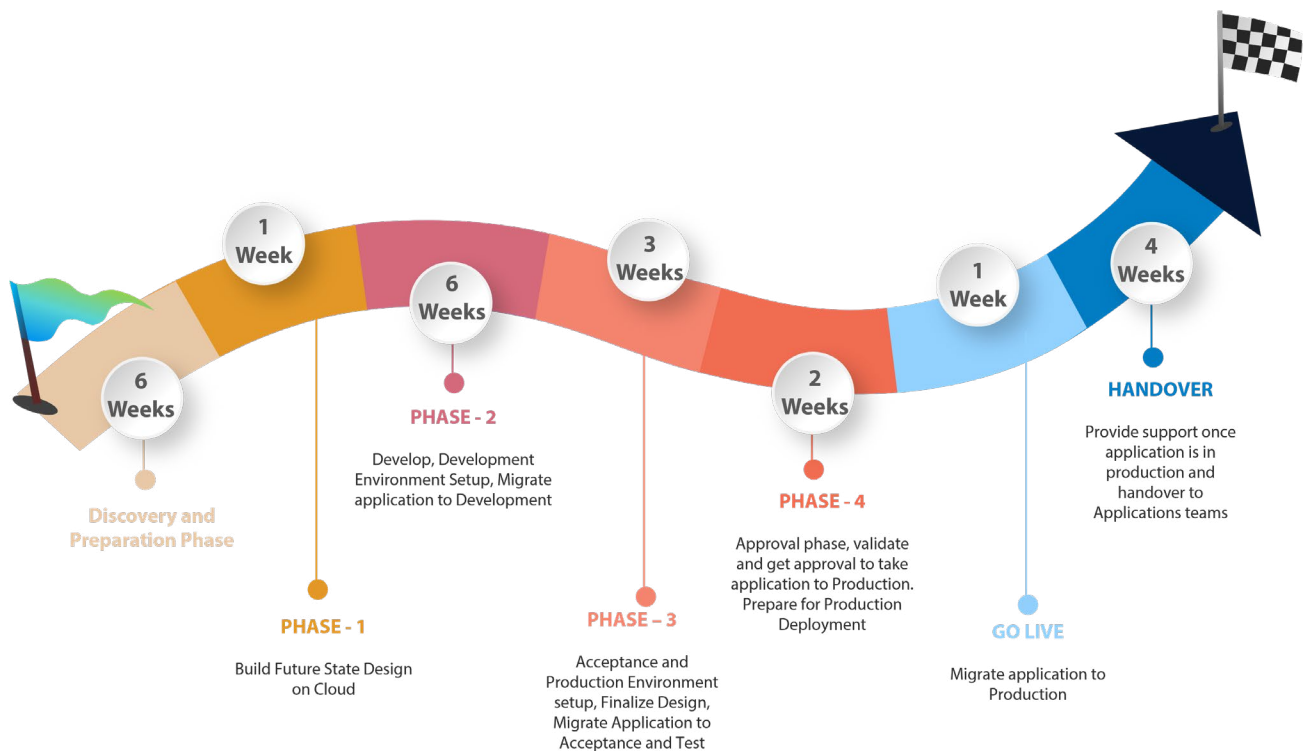 6
Weeks
Discovery and
Preparation Phase
1
Week
PHASE - 1
Build Future State Design
on Cloud
6
Weeks
PHASE - 2
Develop, Development
Environment Setup, Migrate
application to Development
3
Weeks
PHASE – 3
Acceptance and
Production Environment
setup, Finalize Design,
Migrate Application to
Acceptance and Test
2
Weeks
PHASE - 4
Approval phase, validate
and get approval to take
application to Production.
Prepare for Production
Deployment
1
Week
GO LIVE
Migrate application to
Production
4
Weeks
HANDOVER
Provide support once
application is in
production and
handover to
Applications teams